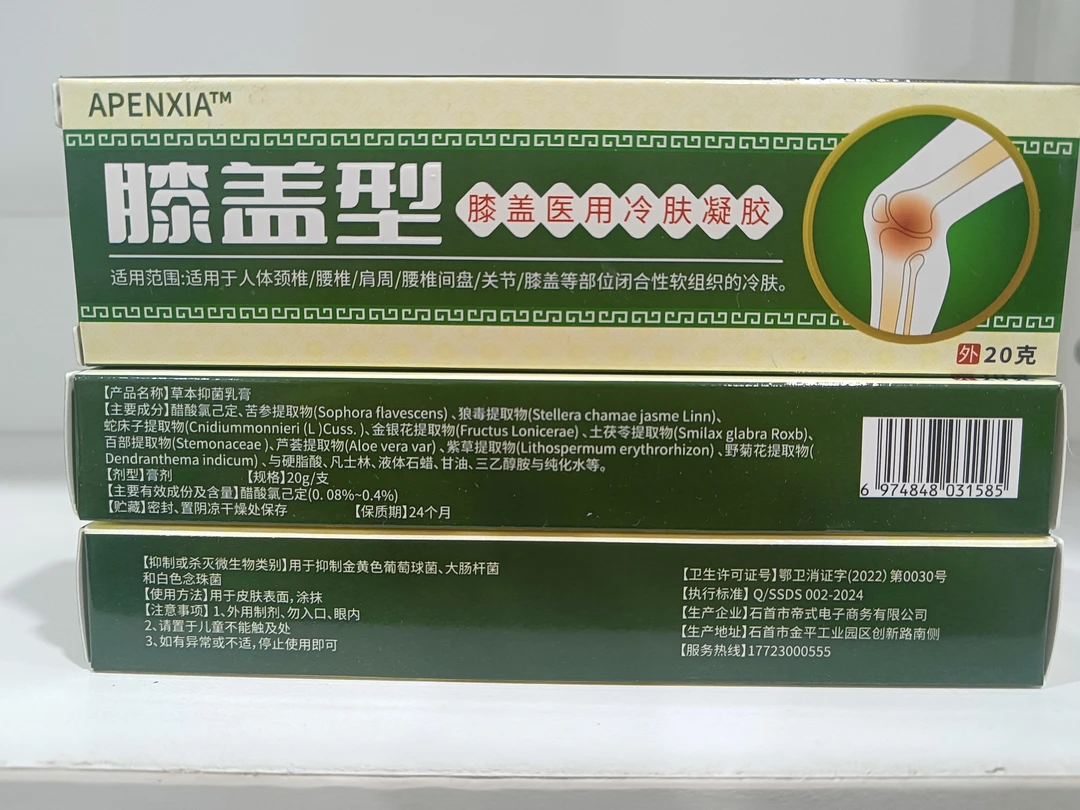 APENXIA™
膝盖型 膝盖医用冷肤凝胶
适用范围:适用于人体颈椎/腰椎/肩周/腰椎间盘/关节/膝盖等部位闭合性软组织的冷肤。
外 20克
【产品名称】草本抑菌乳膏
【主要成分】醋酸氯己定、苦参提取物(Sophora flavescens)、狼毒提取物(Stellera chamae jasme Linn)、
蛇床子提取物(Cnidiummonnieri (L )Cuss. )、金银花提取物(Fructus Lonicerae) 、土茯苓提取物(Smilax glabra Roxb)、
百部提取物(Stemonaceae )、芦荟提取物(Aloe vera var) 、紫草提取物(Lithospermum erythrorhizon) 、野菊花提取物(
Dendranthema indicum) 、与硬脂酸、凡士林、液体石蜡、甘油、三乙醇胺与纯化水等。
【剂型】膏剂 【规格】20g/支
【主要有效成份及含量】醋酸氯己定(0. 08%~0.4%)
【贮藏】密封、置阴凉干燥处保存 【保质期】24个月
6 974848 031585
【抑制或杀灭微生物类别】用于抑制金黄色葡萄球菌、大肠杆菌
和白色念珠菌
【使用方法】用于皮肤表面，涂抹
【注意事项】1、外用制剂、勿入口、眼内
2、请置于儿童不能触及处
3、如有异常或不适，停止使用即可
【卫生许可证号】鄂卫消证字(2022) 第0030号
【执行标准】 Q/SSDS 002-2024
【生产企业】石首市帝式电子商务有限公司
【生产地址】石首市金平工业园区创新路南侧
【服务热线】17723000555